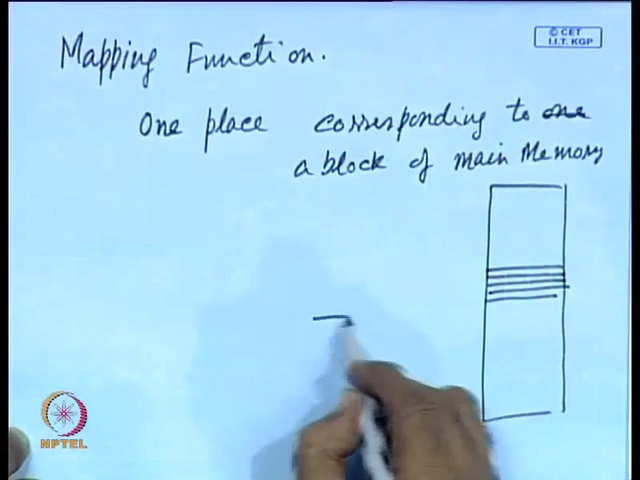 © CET
I.I.T. KGP
Mapping Function.
One place corresponding to one
a block of main Memory
NPTEL